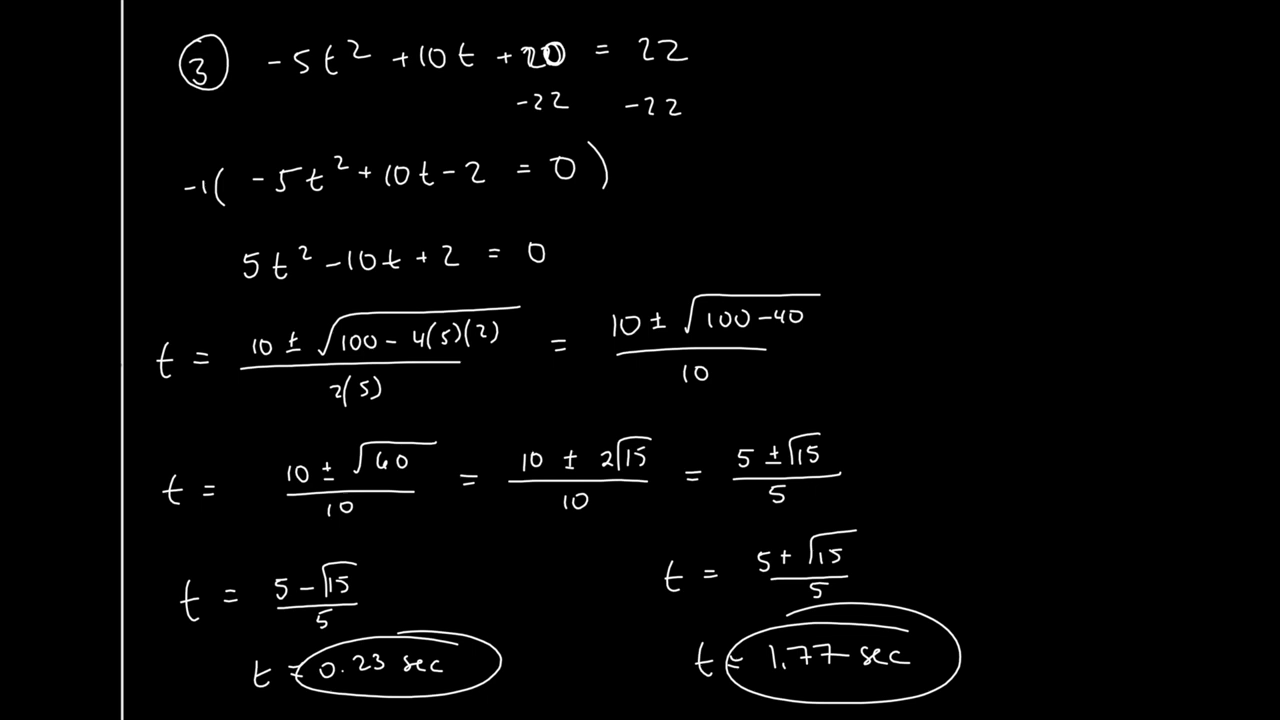 ③ -5t² +10t +20 = 22
-22 -22
-1( -5t² + 10t - 2 = 0 )
5t² - 10t + 2 = 0
t = (10 ± √(100 - 4(5)(2))) / 2(5) = (10 ± √(100 - 40)) / 10
t = (10 ± √60) / 10 = (10 ± 2√15) / 10 = (5 ± √15) / 5
t = (5 - √15) / 5 t = (5 + √15) / 5
t = 0.23 sec t = 1.77 sec